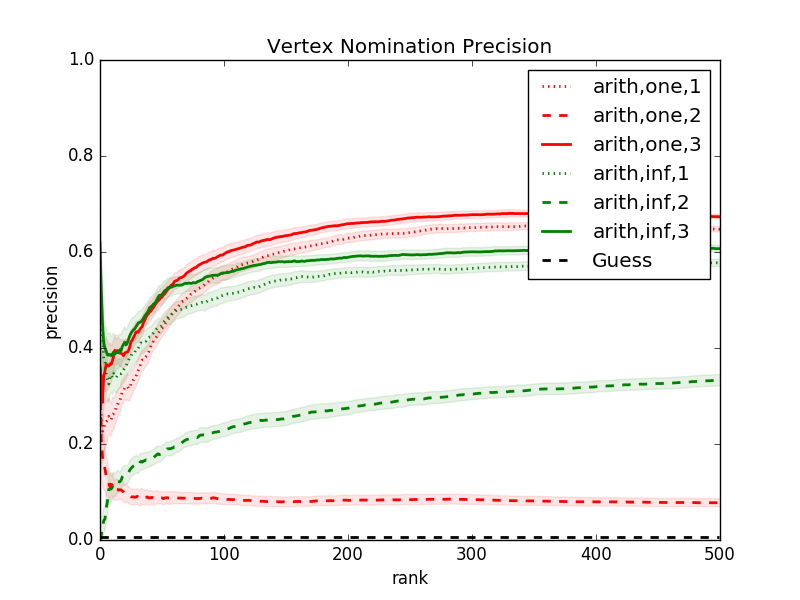 Vertex Nomination Precision
1.0
0.8
0.6
0.4
0.2
0.0
precision
0
100
200
300
400
500
rank
arith,one,1
arith,one,2
arith,one,3
arith,inf,1
arith,inf,2
arith,inf,3
Guess